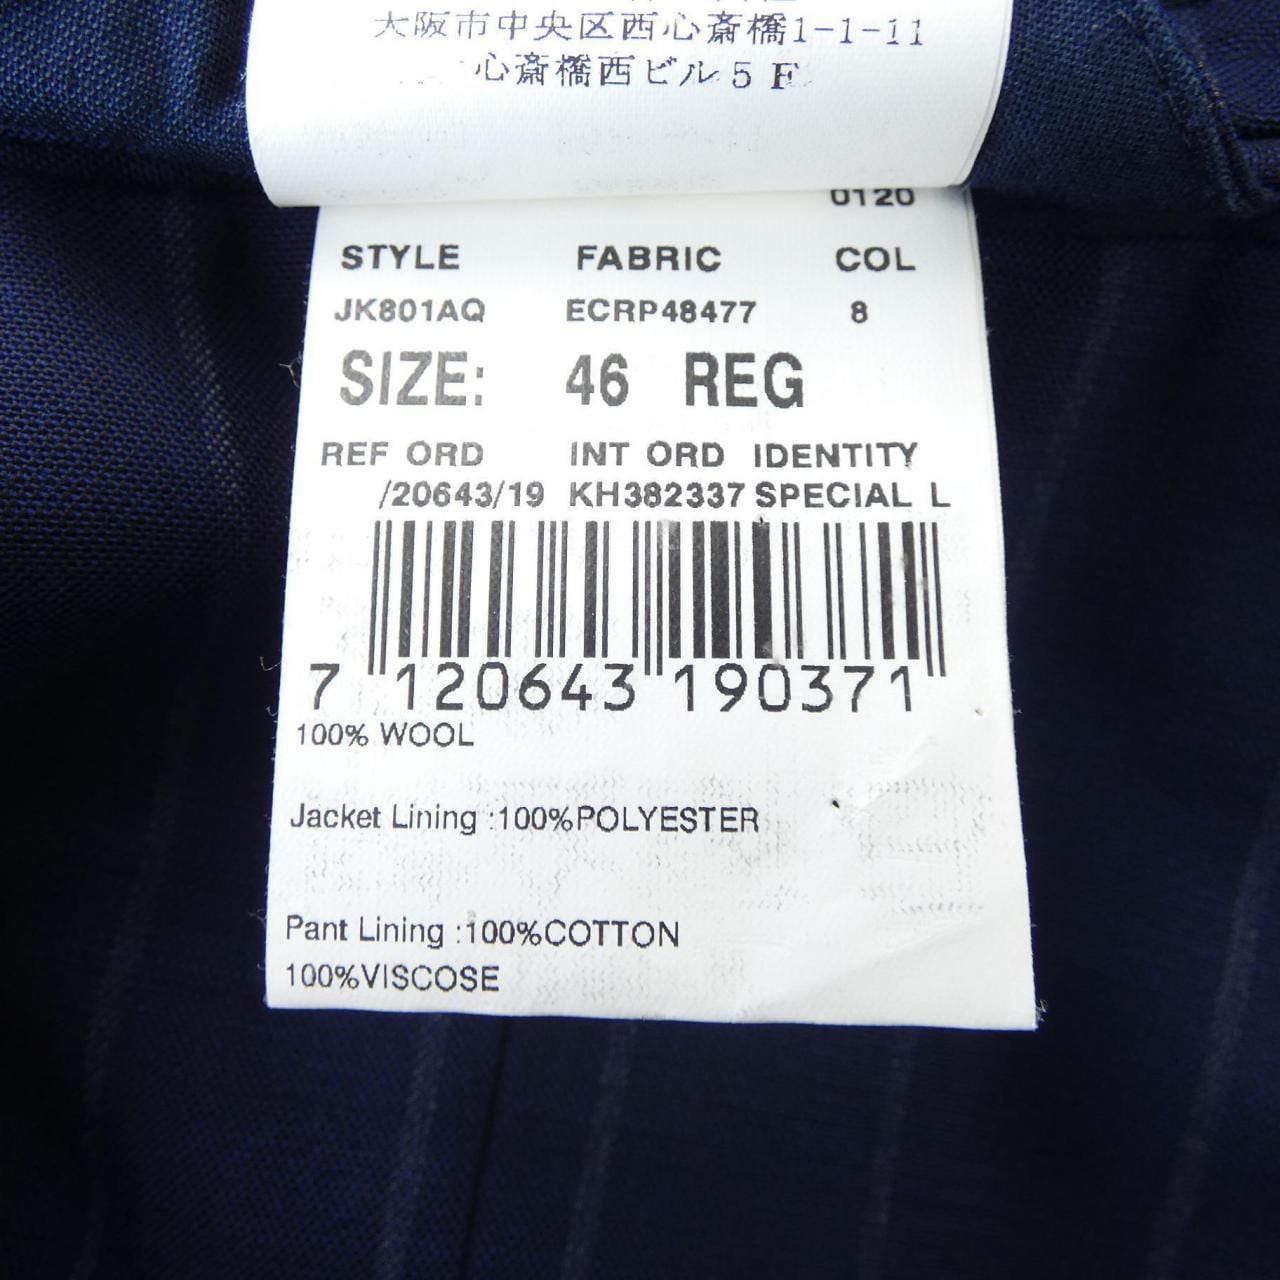 大阪市中央区西心斎橋1-1-11
心斎橋西ビル5F
0120
STYLE FABRIC COL
JK801AQ ECRP48477 8
SIZE: 46 REG
REF ORD INT ORD IDENTITY
/20643/19 KH382337 SPECIAL L
7 120643 190371
100% WOOL
Jacket Lining :100%POLYESTER
Pant Lining :100%COTTON
100%VISCOSE